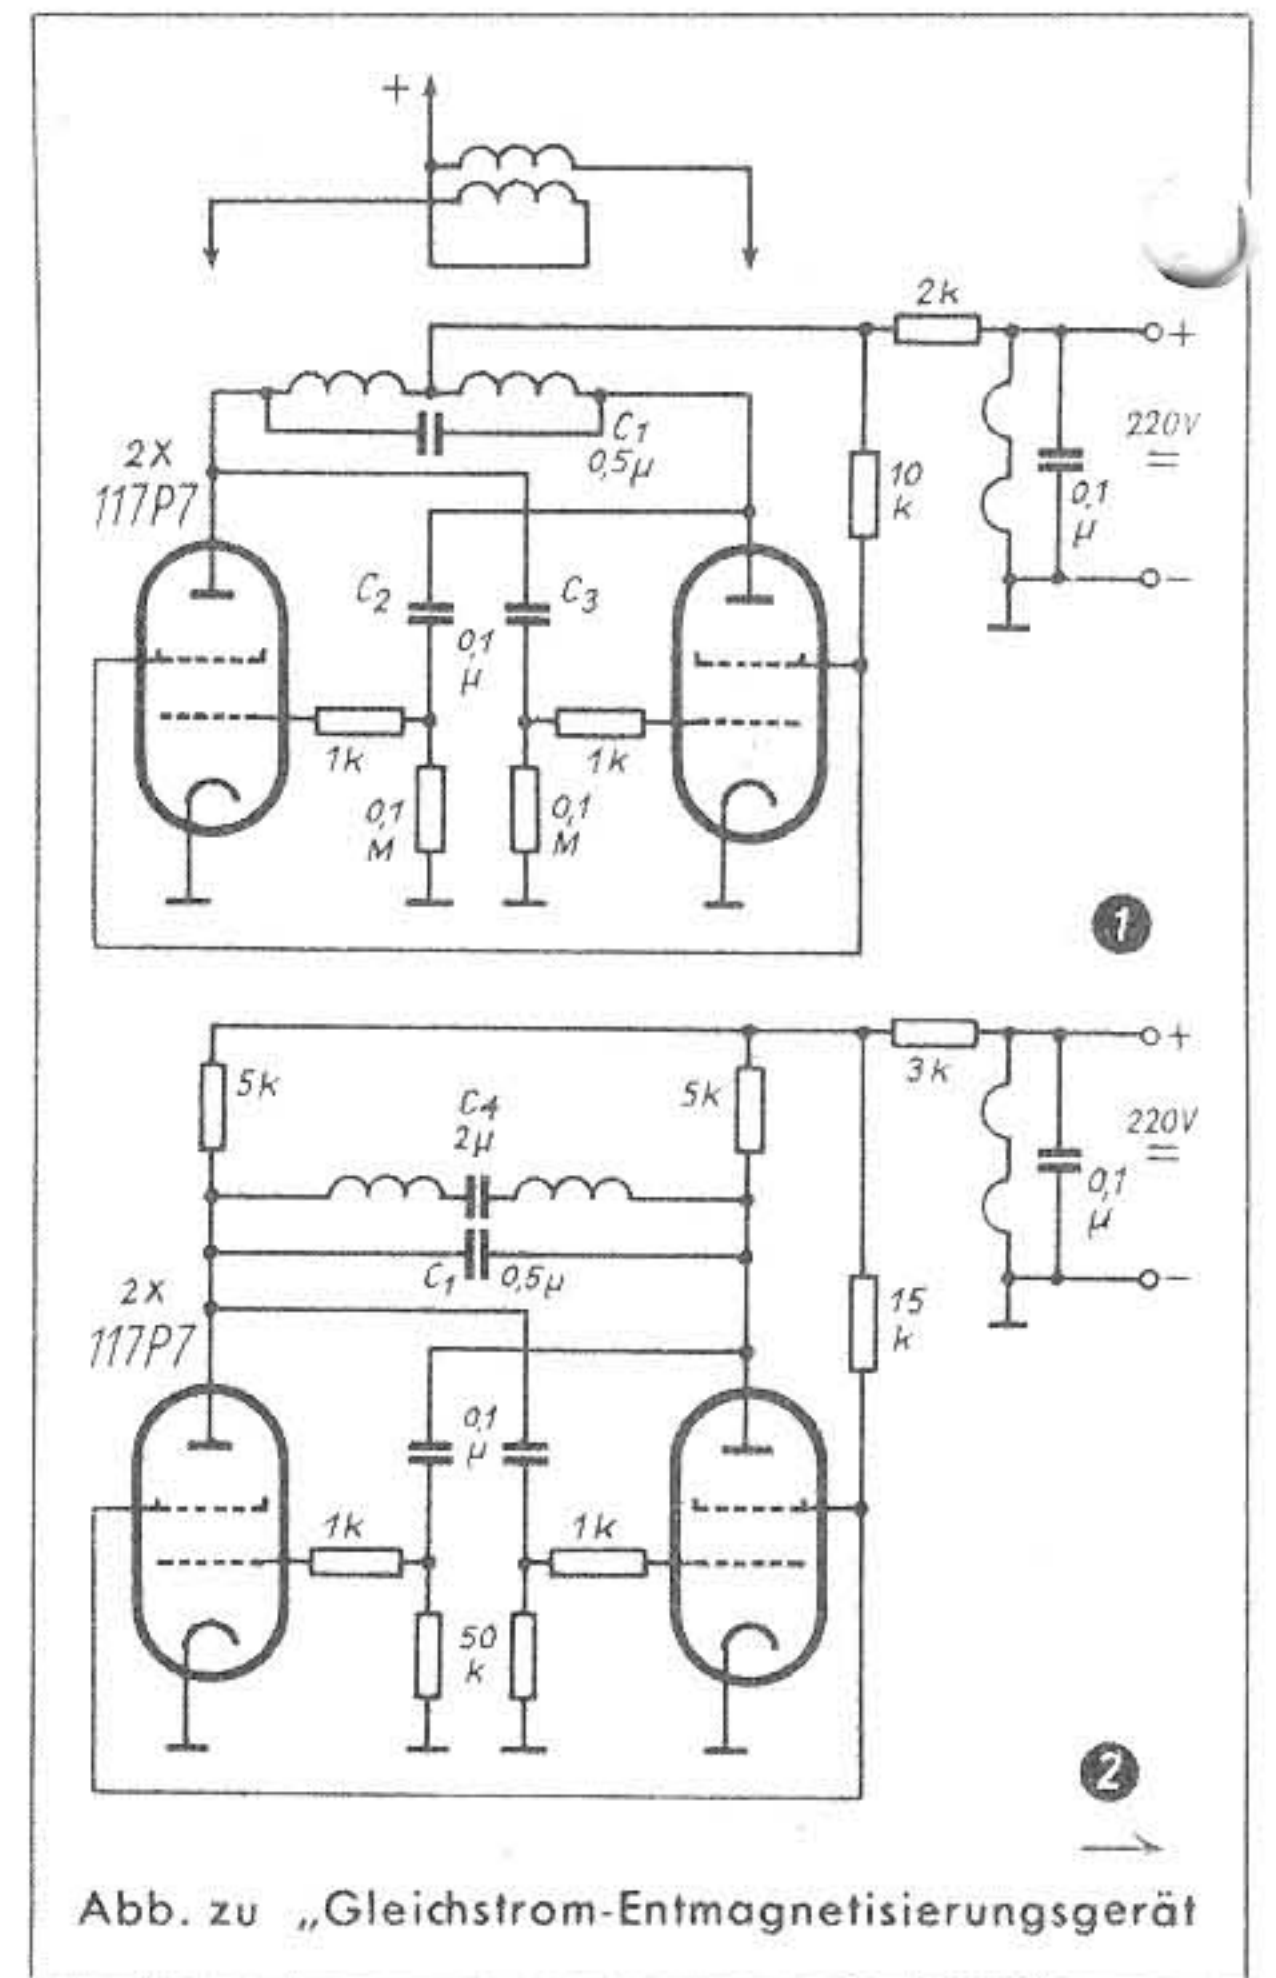 +
2k
+
C1
0,5µ
220V
=
2X
117P7
10
k
0,1
µ
C2
C3
0,1
µ
-
1k
1k
0,1
M
0,1
M
1
3k
+
5k
5k
C4
2µ
220V
=
0,1
µ
C1
0,5µ
-
2X
117P7
15
k
0,1
µ
1k
1k
50
k
2
Abb. zu „Gleichstrom-Entmagnetisierungsgerät